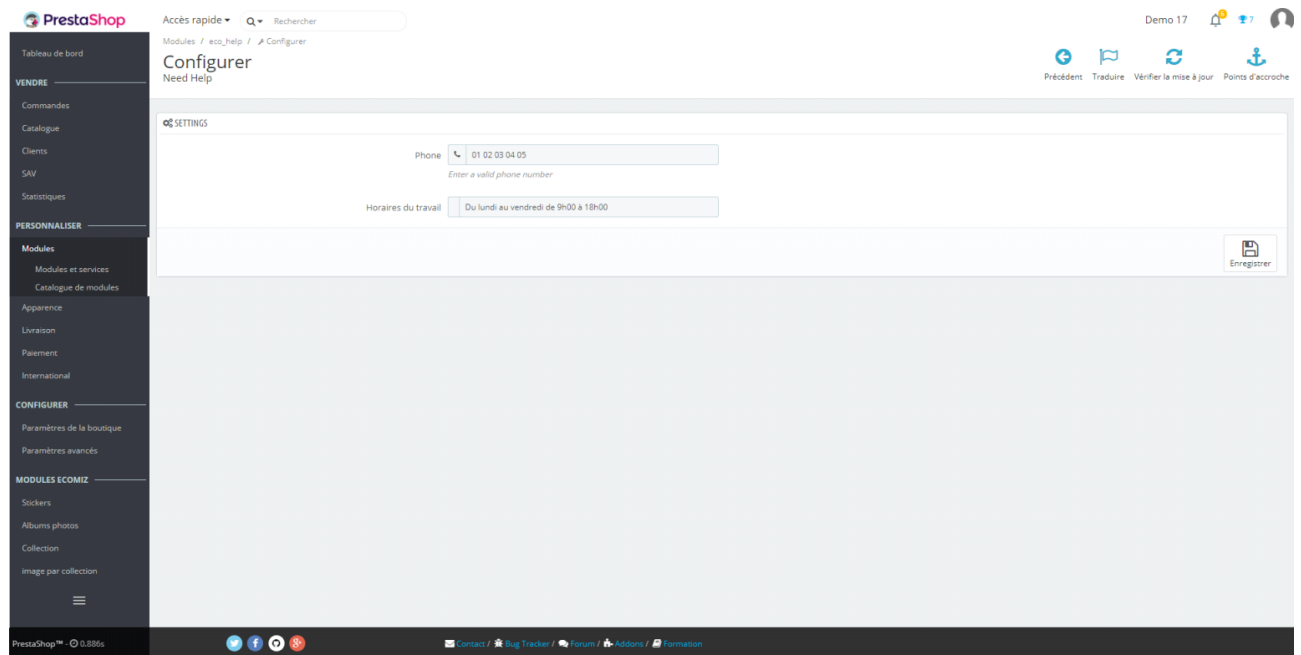 PrestaShop
Accès rapide
Rechercher
Demo 17
7
Modules / eco_help / Configurer
Configurer
Need Help
Précédent
Traduire
Vérifier la mise à jour
Points d'accroche
Tableau de bord
VENDRE
Commandes
Catalogue
Clients
SAV
Statistiques
PERSONNALISER
Modules
Modules et services
Catalogue de modules
Apparence
Livraison
Paiement
International
CONFIGURER
Paramètres de la boutique
Paramètres avancés
MODULES ECOMIZ
Stickers
Albums photos
Collection
image par collection
SETTINGS
Phone
01 02 03 04 05
Enter a valid phone number
Horaires du travail
Du lundi au vendredi de 9h00 à 18h00
Enregistrer
PrestaShop™ - 0.886s
Contact / Bug Tracker / Forum / Addons / Formation